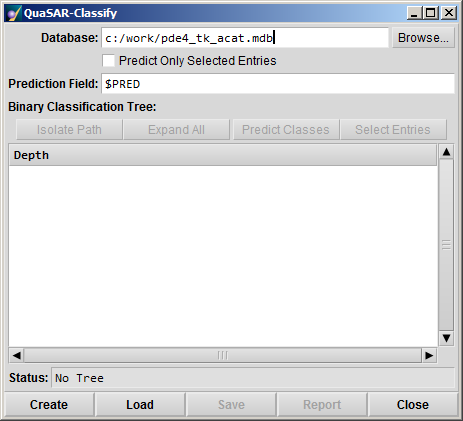 QuaSAR-Classify
Database: c:/work/pde4_tk_acat.mdb Browse...
Predict Only Selected Entries
Prediction Field: $PRED
Binary Classification Tree:
Isolate Path Expand All Predict Classes Select Entries
Depth
Status: No Tree
Create Load Save Report Close